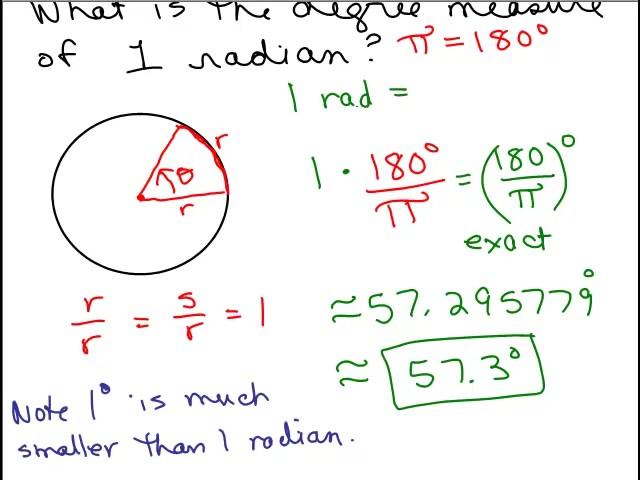 What is the degree measure
of 1 radian? π = 180°
1 rad =
r
θ
r
1 · 180°/π = (180/π)°
exact
r/r = s/r = 1
≈ 57.295779°
≈ 57.3°
Note 1° is much
smaller than 1 radian.